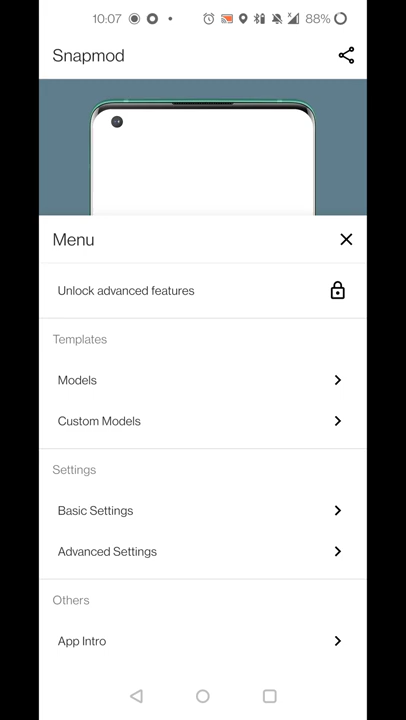 10:07 88%
Snapmod
Menu
Unlock advanced features
Templates
Models
Custom Models
Settings
Basic Settings
Advanced Settings
Others
App Intro